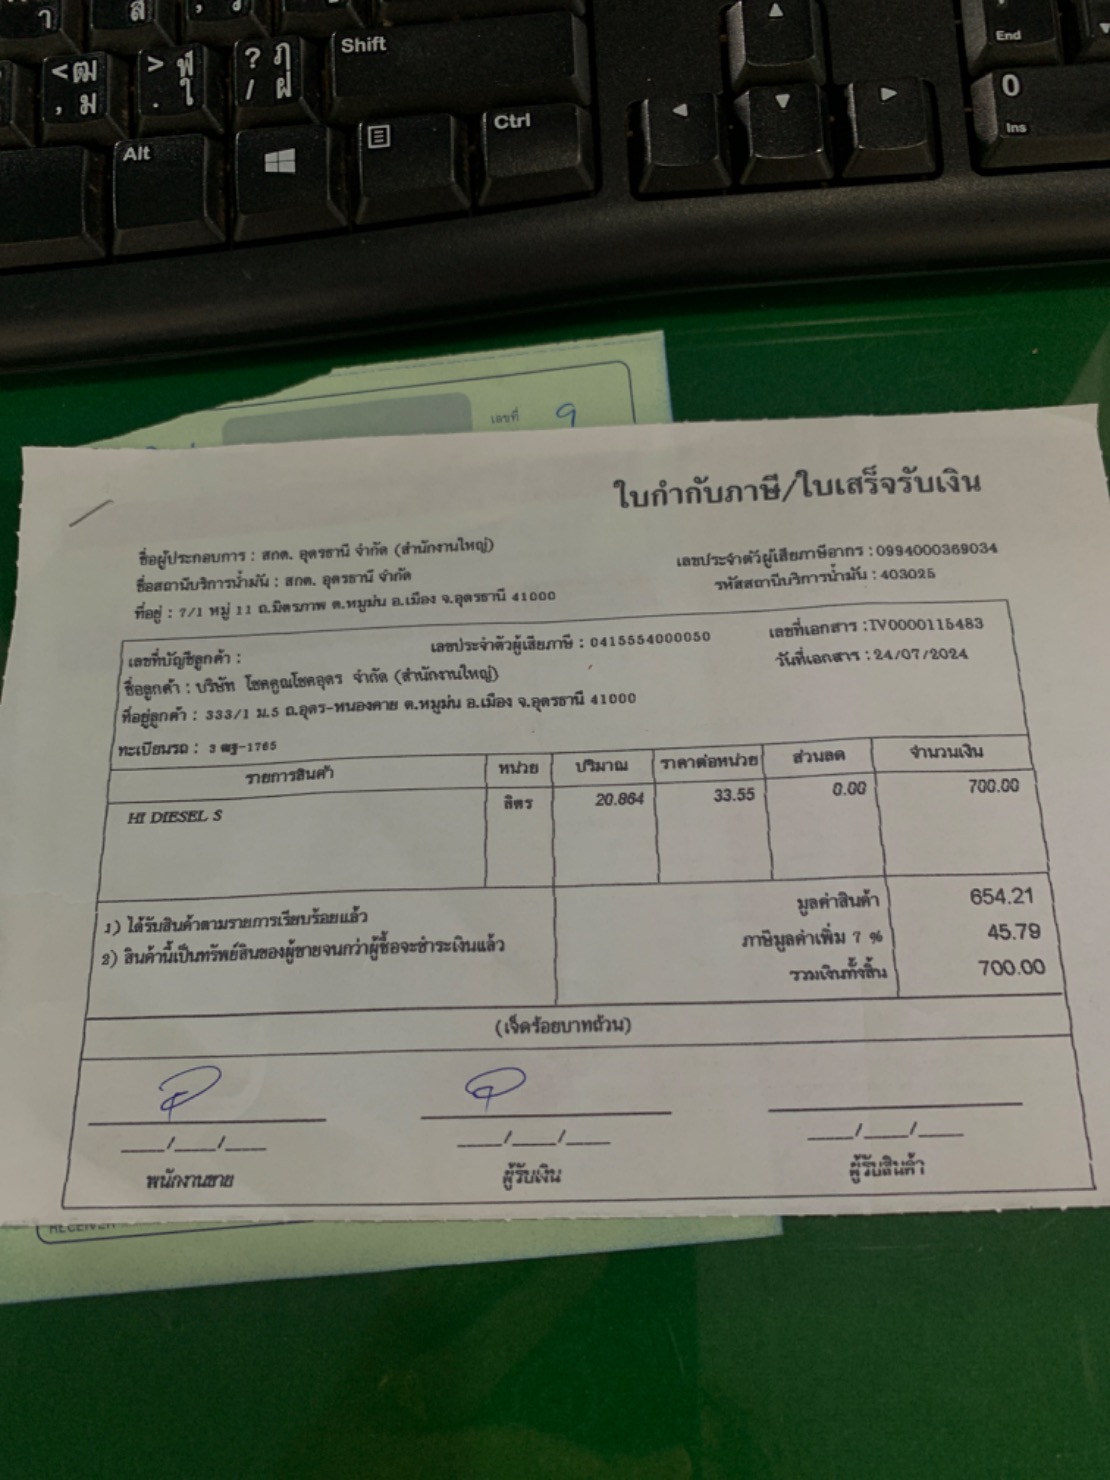 Shift
End
Alt
Ctrl
0
Ins
เลขที่ 9
ใบกำกับภาษี/ใบเสร็จรับเงิน
ชื่อผู้ประกอบการ : สกต. อุดรธานี จำกัด (สำนักงานใหญ่)
เลขประจำตัวผู้เสียภาษีอากร : 0994000369034
ชื่อสถานีบริการน้ำมัน : สกต. อุดรธานี จำกัด
รหัสสถานีบริการน้ำมัน : 403025
ที่อยู่ : 7/1 หมู่ 11 ถ.มิตรภาพ ต.หมูม่น อ.เมือง จ.อุดรธานี 41000
เลขที่บัญชีลูกค้า :
เลขประจำตัวผู้เสียภาษี : 0415554000050
เลขที่เอกสาร : IV0000115483
ชื่อลูกค้า : บริษัท โชคคูณโชคอุดร จำกัด (สำนักงานใหญ่)
วันที่เอกสาร : 24/07/2024
ที่อยู่ลูกค้า : 333/1 ม.5 ถ.อุดร-หนองคาย ต.หมูม่น อ.เมือง จ.อุดรธานี 41000
ทะเบียนรถ : 3 ฒฐ-1765
รายการสินค้า หน่วย ปริมาณ ราคาต่อหน่วย ส่วนลด จำนวนเงิน
HI DIESEL S ลิตร 20.864 33.55 0.00 700.00
1) ได้รับสินค้าตามรายการเรียบร้อยแล้ว
มูลค่าสินค้า 654.21
2) สินค้านี้เป็นทรัพย์สินของผู้ขายจนกว่าผู้ซื้อจะชำระเงินแล้ว
ภาษีมูลค่าเพิ่ม 7 % 45.79
รวมเงินทั้งสิ้น 700.00
(เจ็ดร้อยบาทถ้วน)
___/___/___ ___/___/___ ___/___/___
พนักงานขาย ผู้รับเงิน ผู้รับสินค้า
RECEIVER